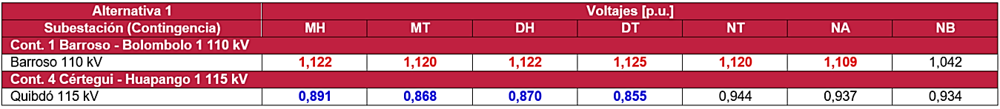 Alternativa 1 Voltajes [p.u.]
Subestación (Contingencia) MH MT DH DT NT NA NB
Cont. 1 Barroso - Bolombolo 1 110 kV
Barroso 110 kV 1,122 1,120 1,122 1,125 1,120 1,109 1,042
Cont. 4 Cértegui - Huapango 1 115 kV
Quibdó 115 kV 0,891 0,868 0,870 0,855 0,944 0,937 0,934